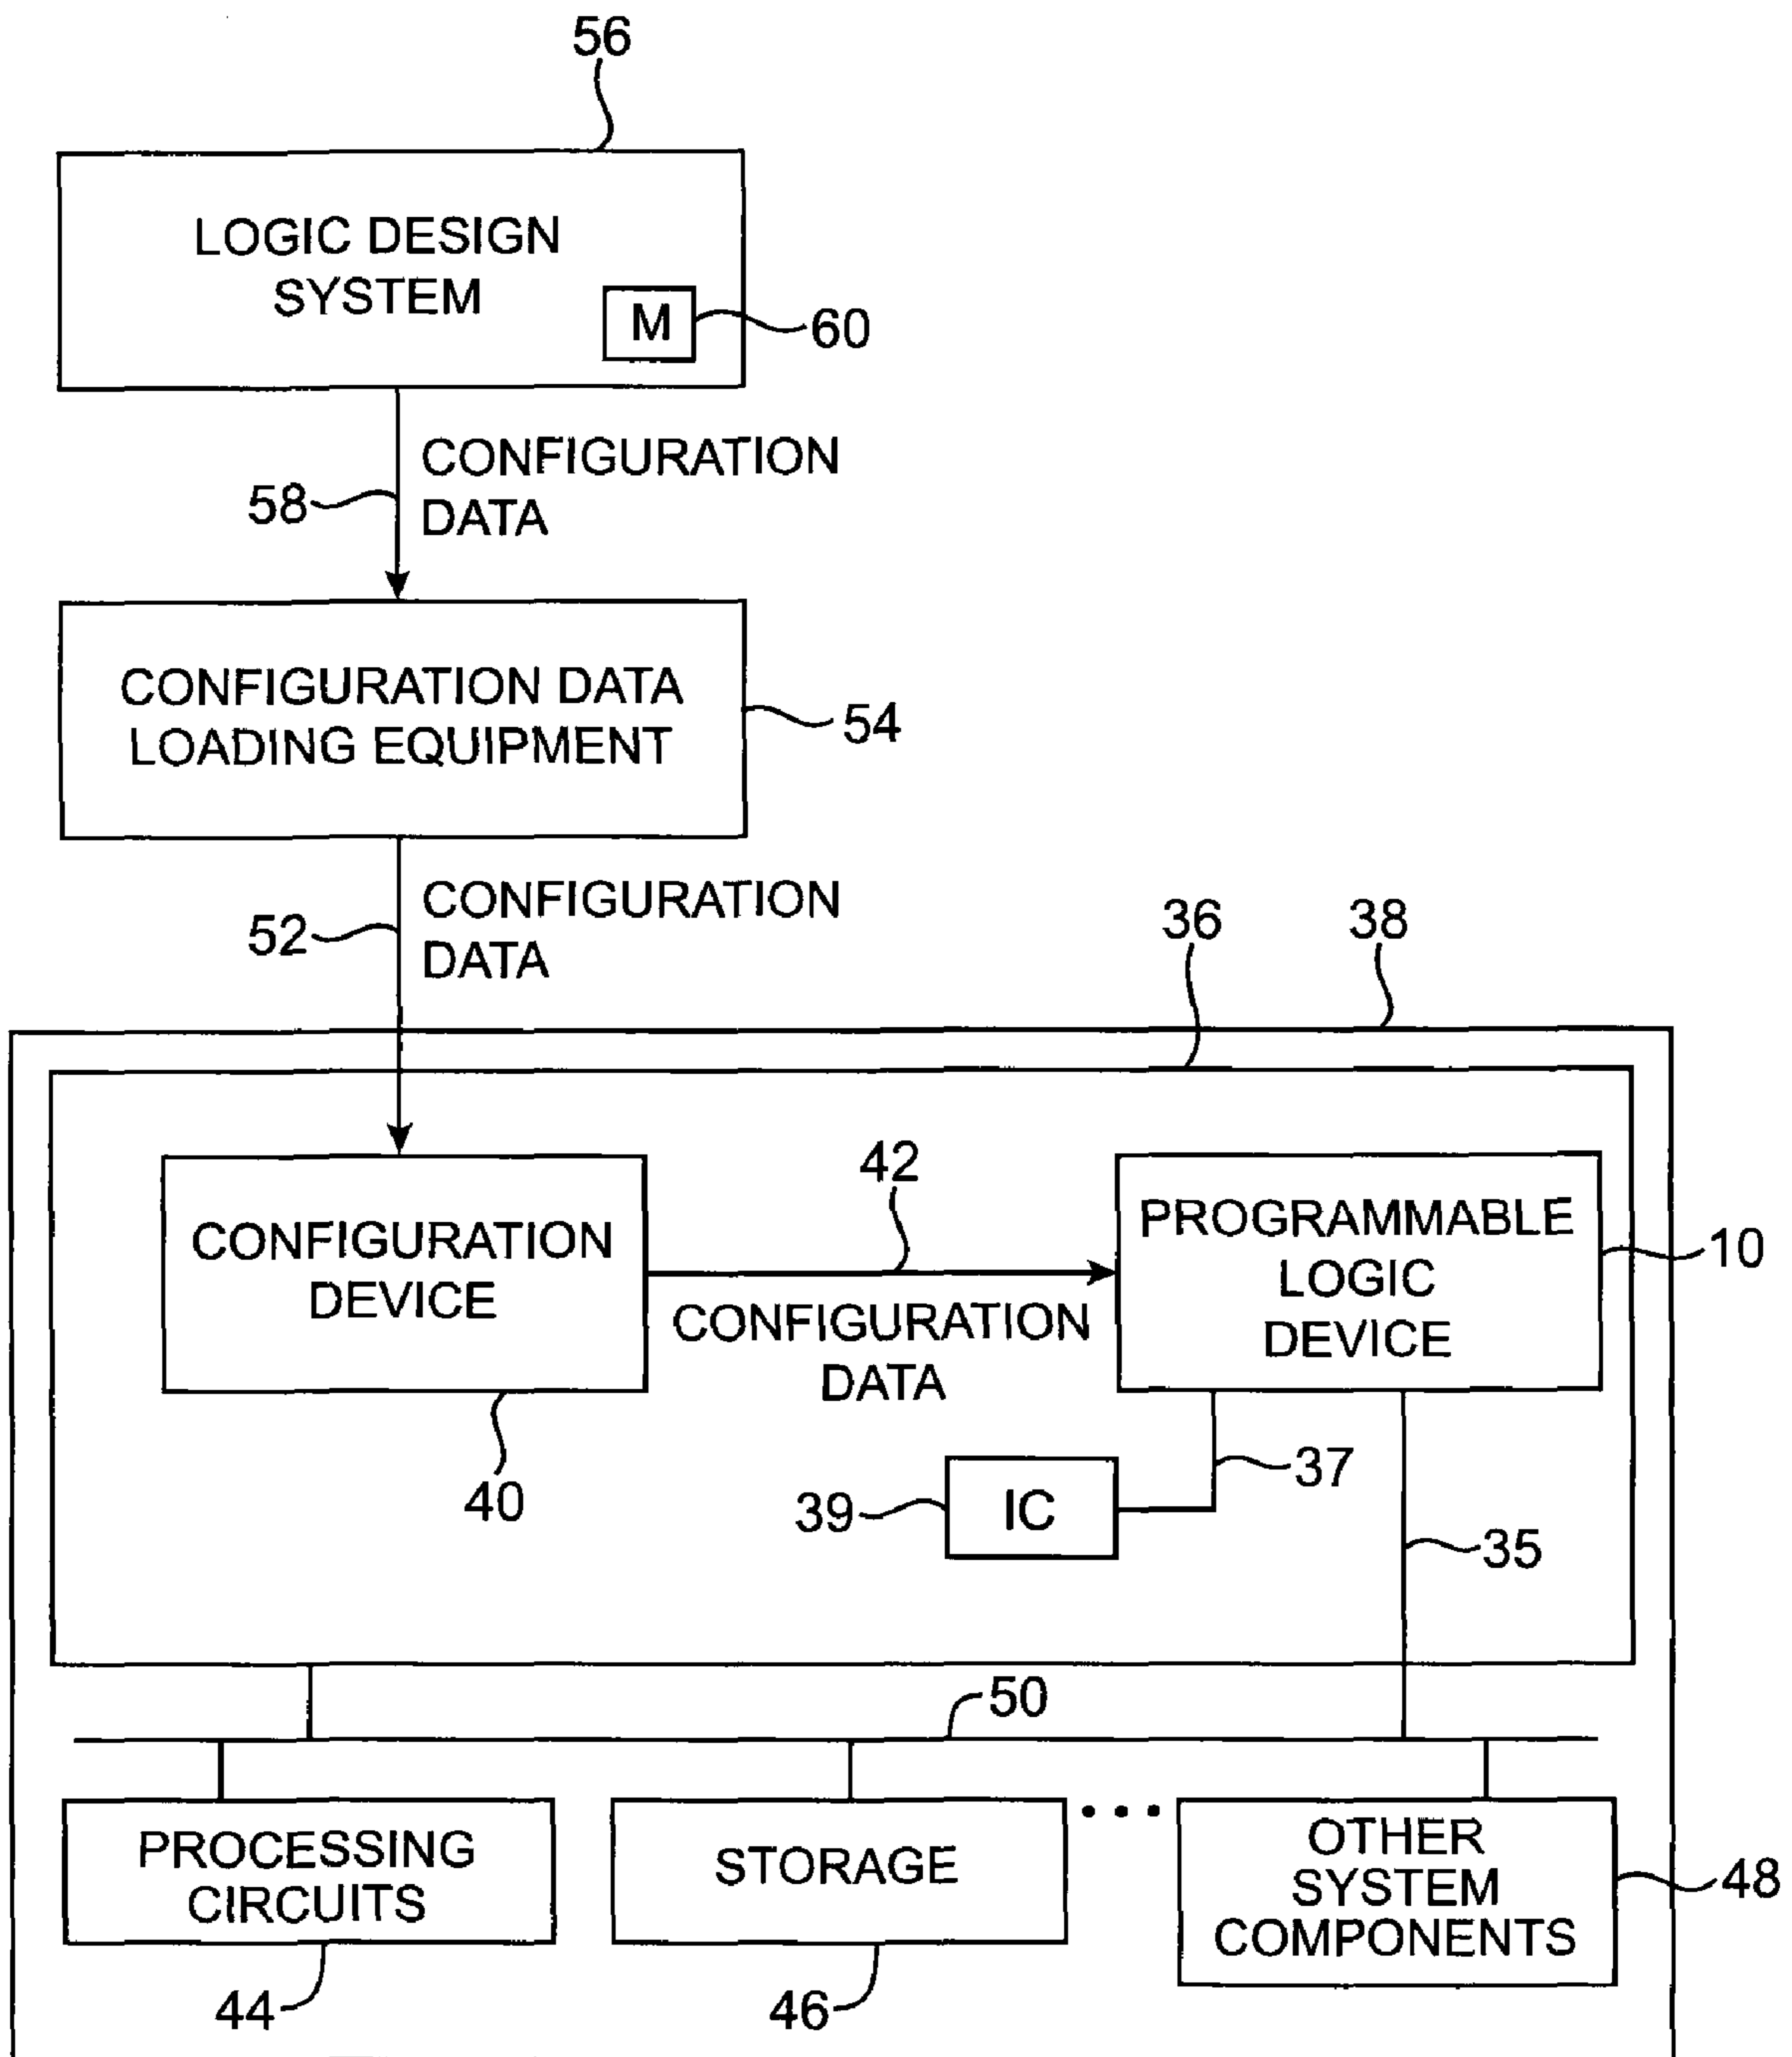 56
LOGIC DESIGN
SYSTEM
M
60
CONFIGURATION
DATA
58
CONFIGURATION DATA
LOADING EQUIPMENT
54
CONFIGURATION
DATA
52
36
38
CONFIGURATION
DEVICE
40
42
CONFIGURATION
DATA
PROGRAMMABLE
LOGIC
DEVICE
10
37
39
IC
35
50
PROCESSING
CIRCUITS
44
STORAGE
46
OTHER
SYSTEM
COMPONENTS
48